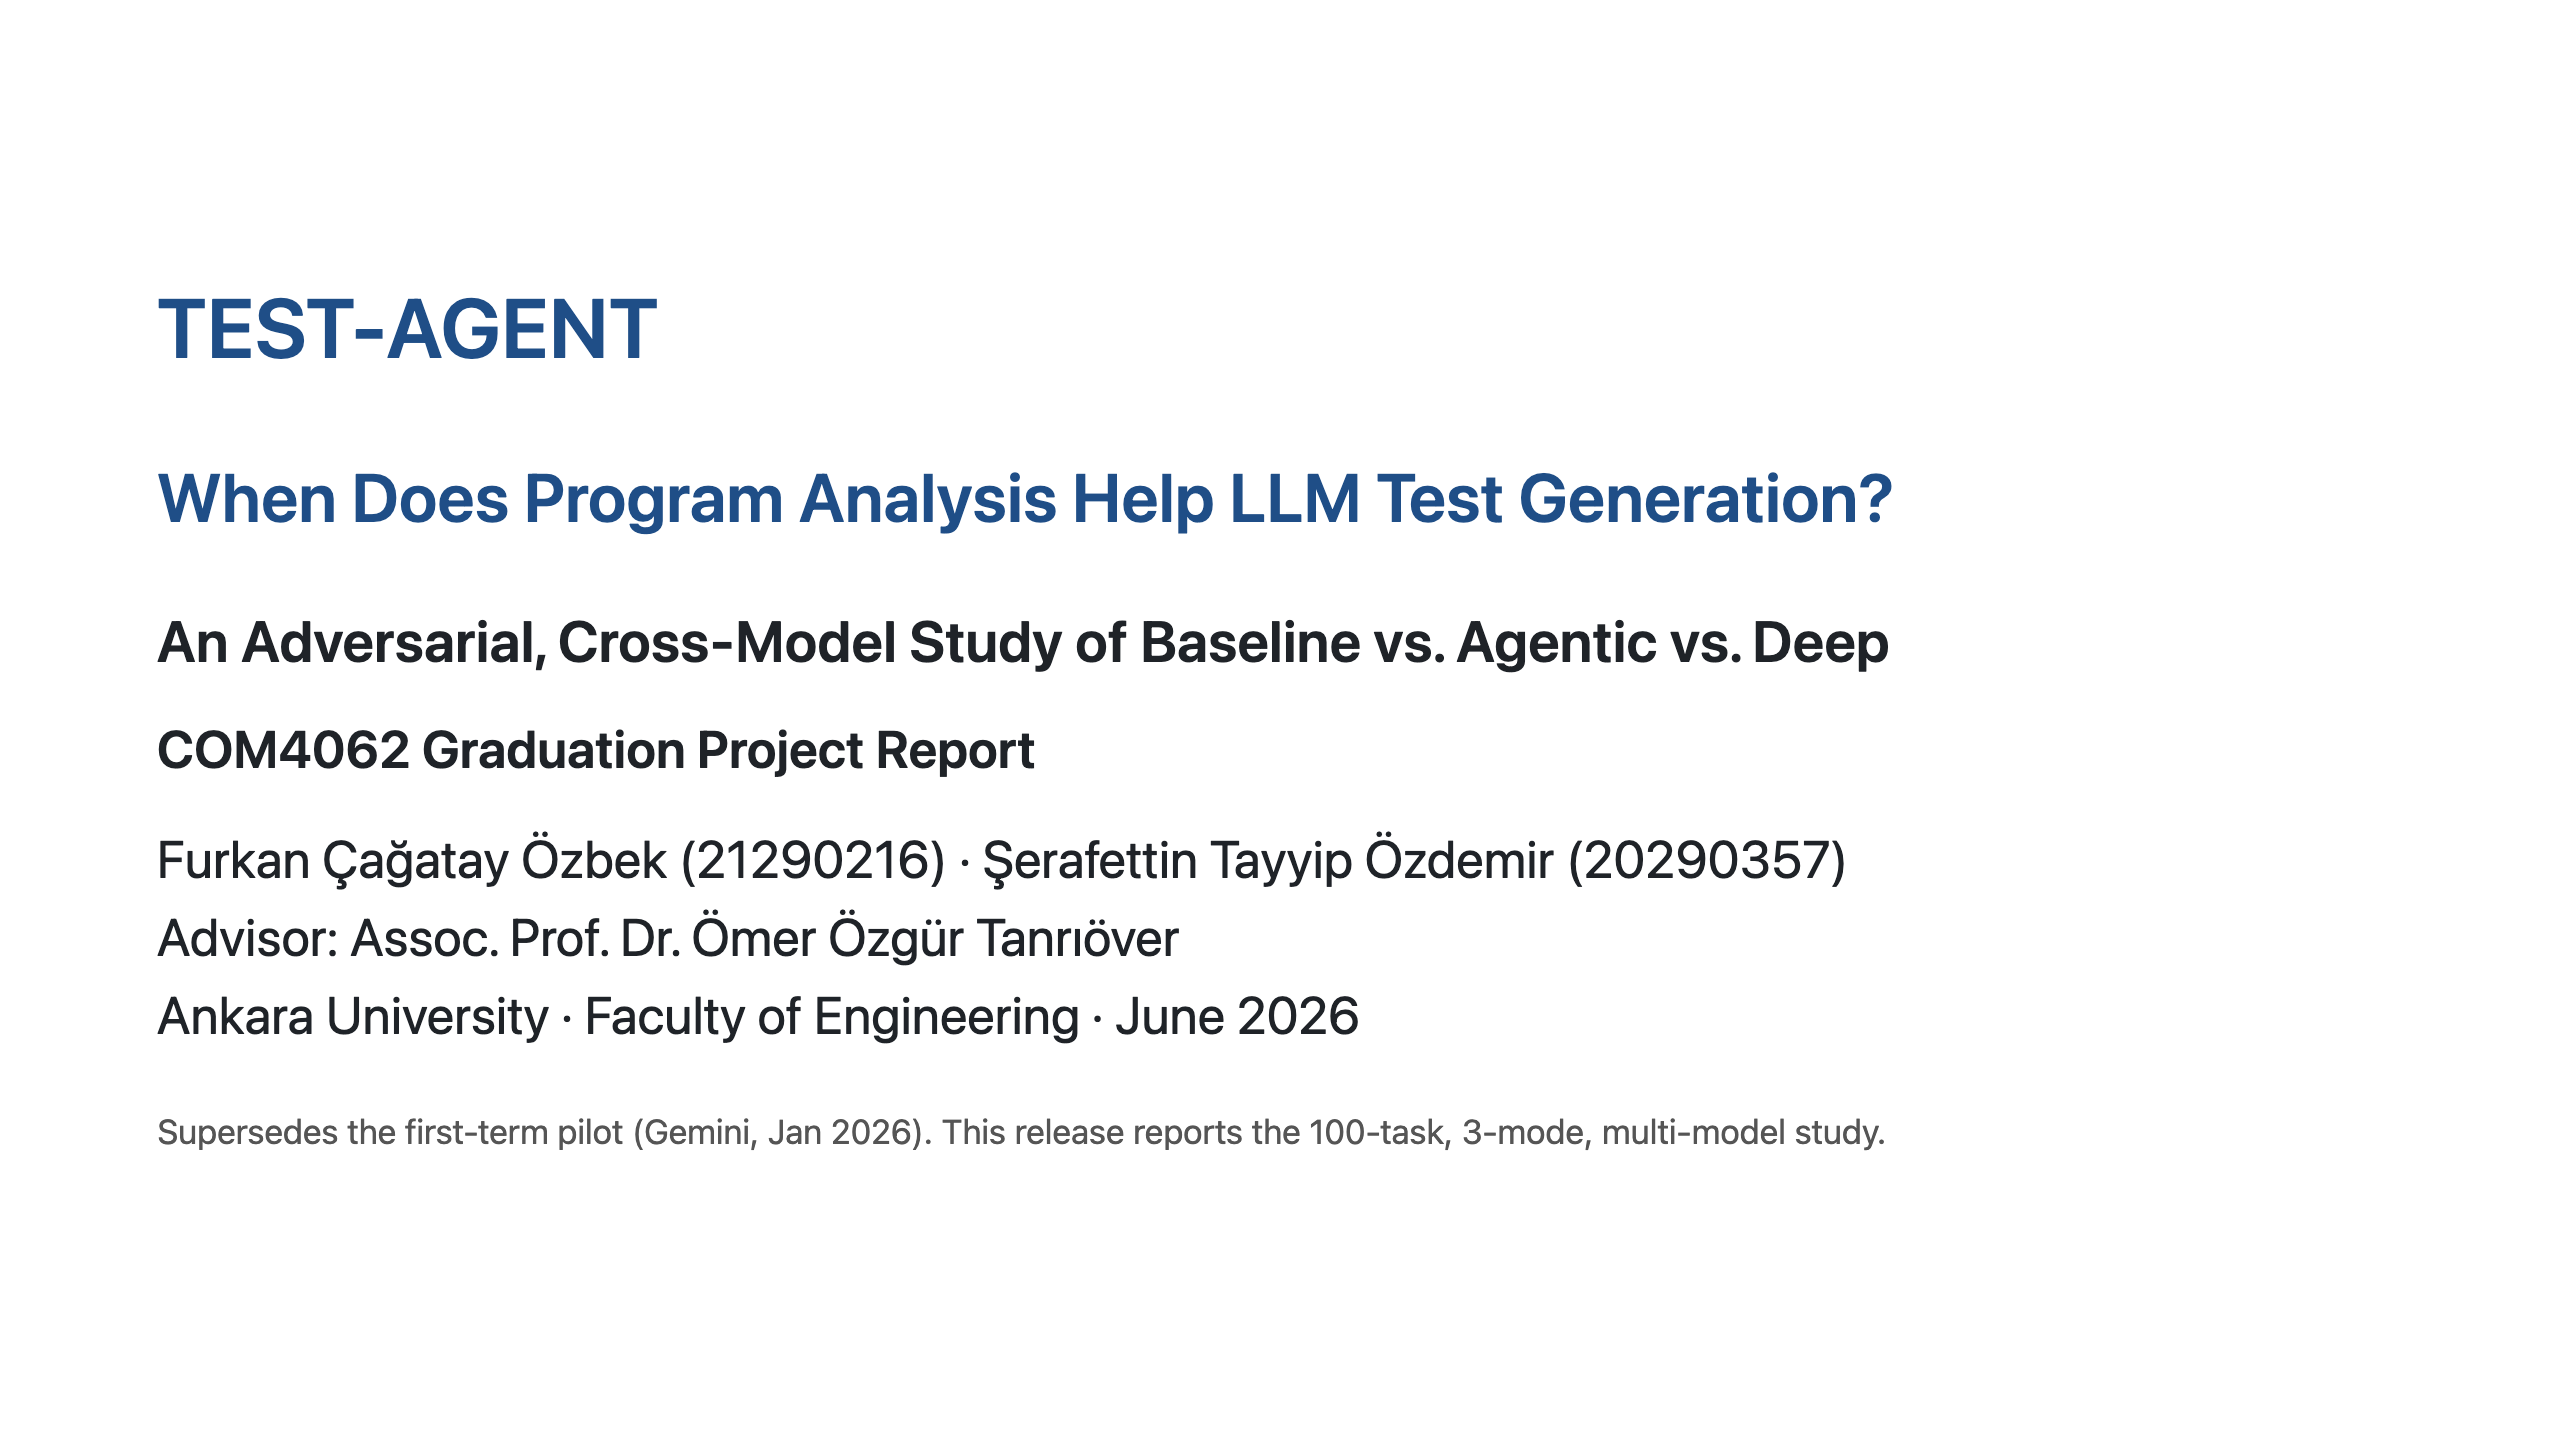 TEST-AGENT
When Does Program Analysis Help LLM Test Generation?
An Adversarial, Cross-Model Study of Baseline vs. Agentic vs. Deep
COM4062 Graduation Project Report
Furkan Çağatay Özbek (21290216) · Şerafettin Tayyip Özdemir (20290357)
Advisor: Assoc. Prof. Dr. Ömer Özgür Tanrıöver
Ankara University · Faculty of Engineering · June 2026
Supersedes the first-term pilot (Gemini, Jan 2026). This release reports the 100-task, 3-mode, multi-model study.